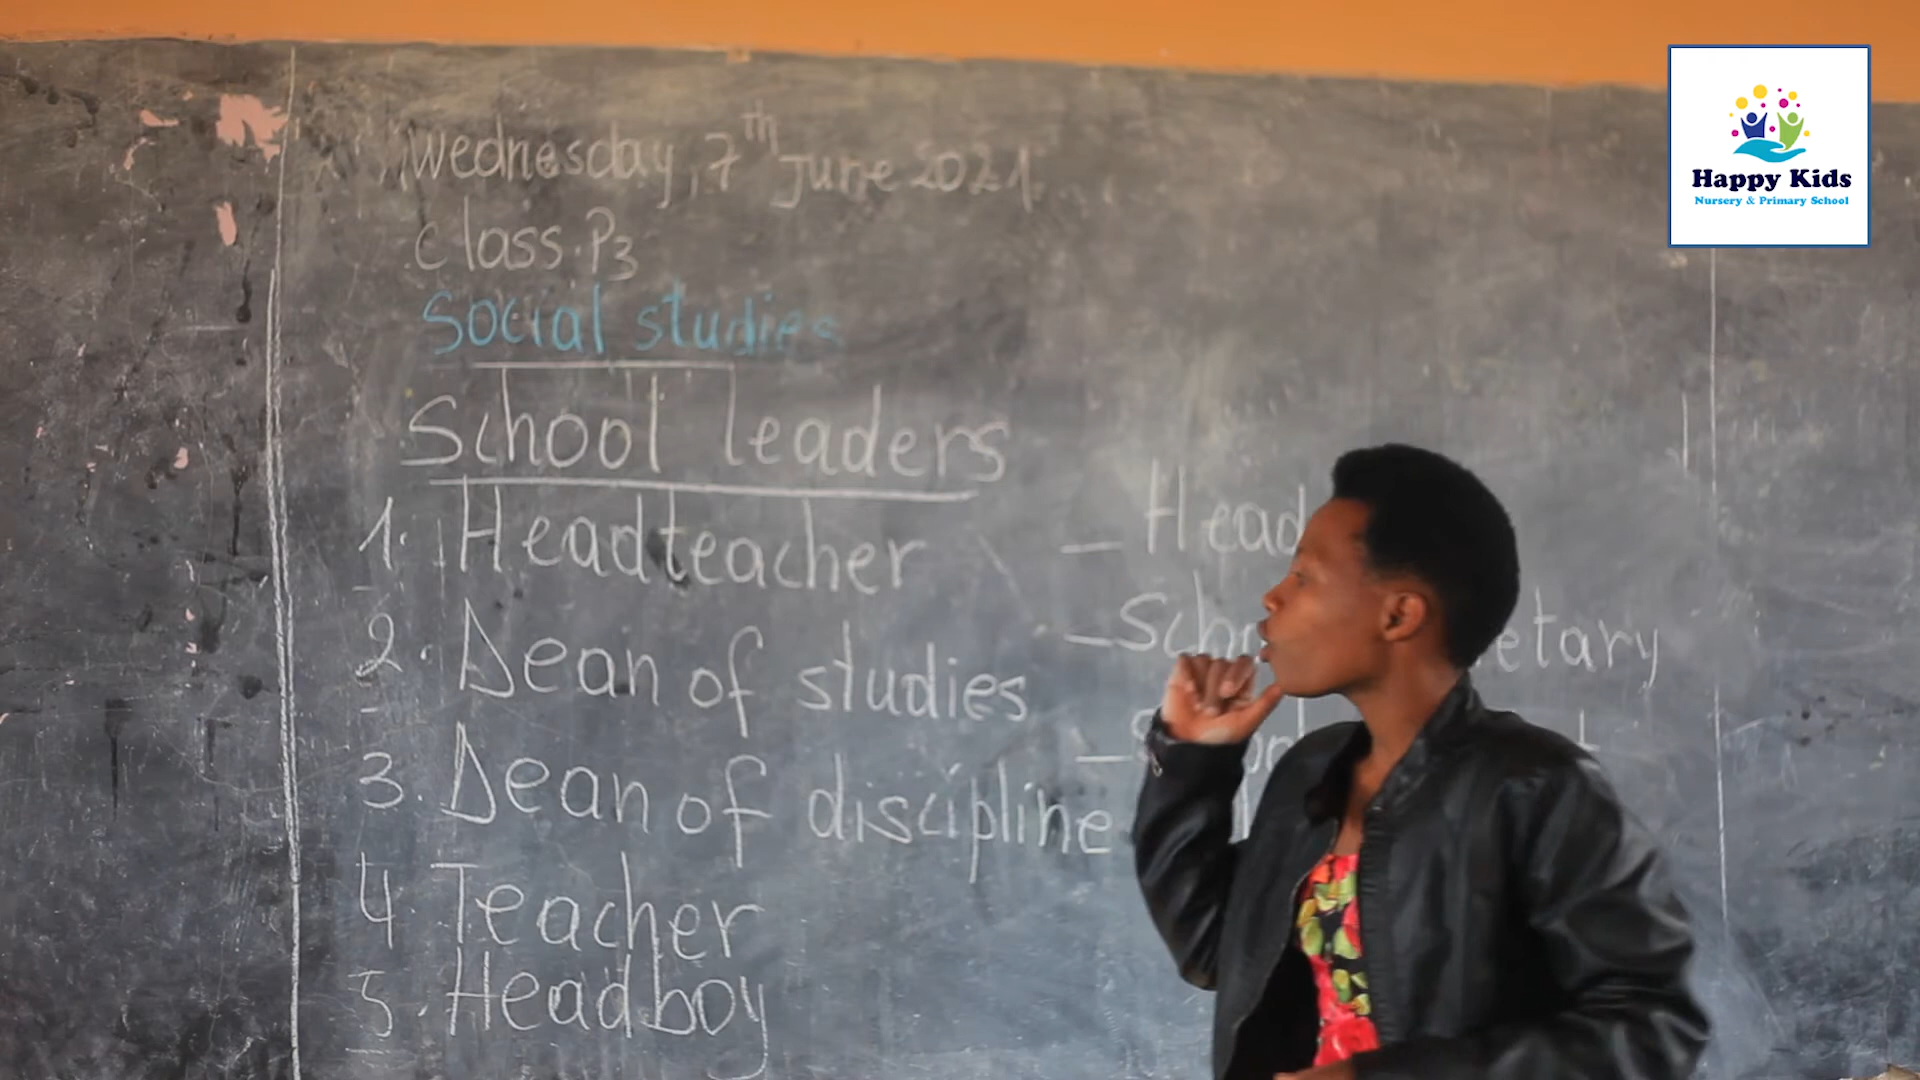 Wednesday, 7th June 2021
Class. P3
Social studies
School leaders
1. Headteacher
2. Dean of studies
3. Dean of discipline
4. Teacher
5. Headboy
- Head
- etary
Happy Kids
Nursery & Primary School